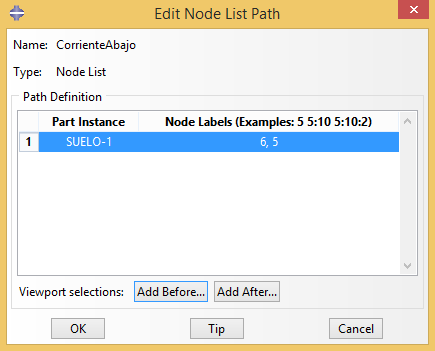 Edit Node List Path
Name: CorrienteAbajo
Type: Node List
Path Definition
Part Instance Node Labels (Examples: 5 5:10 5:10:2)
1 SUELO-1 6, 5
Viewport selections: Add Before... Add After...
OK Tip Cancel